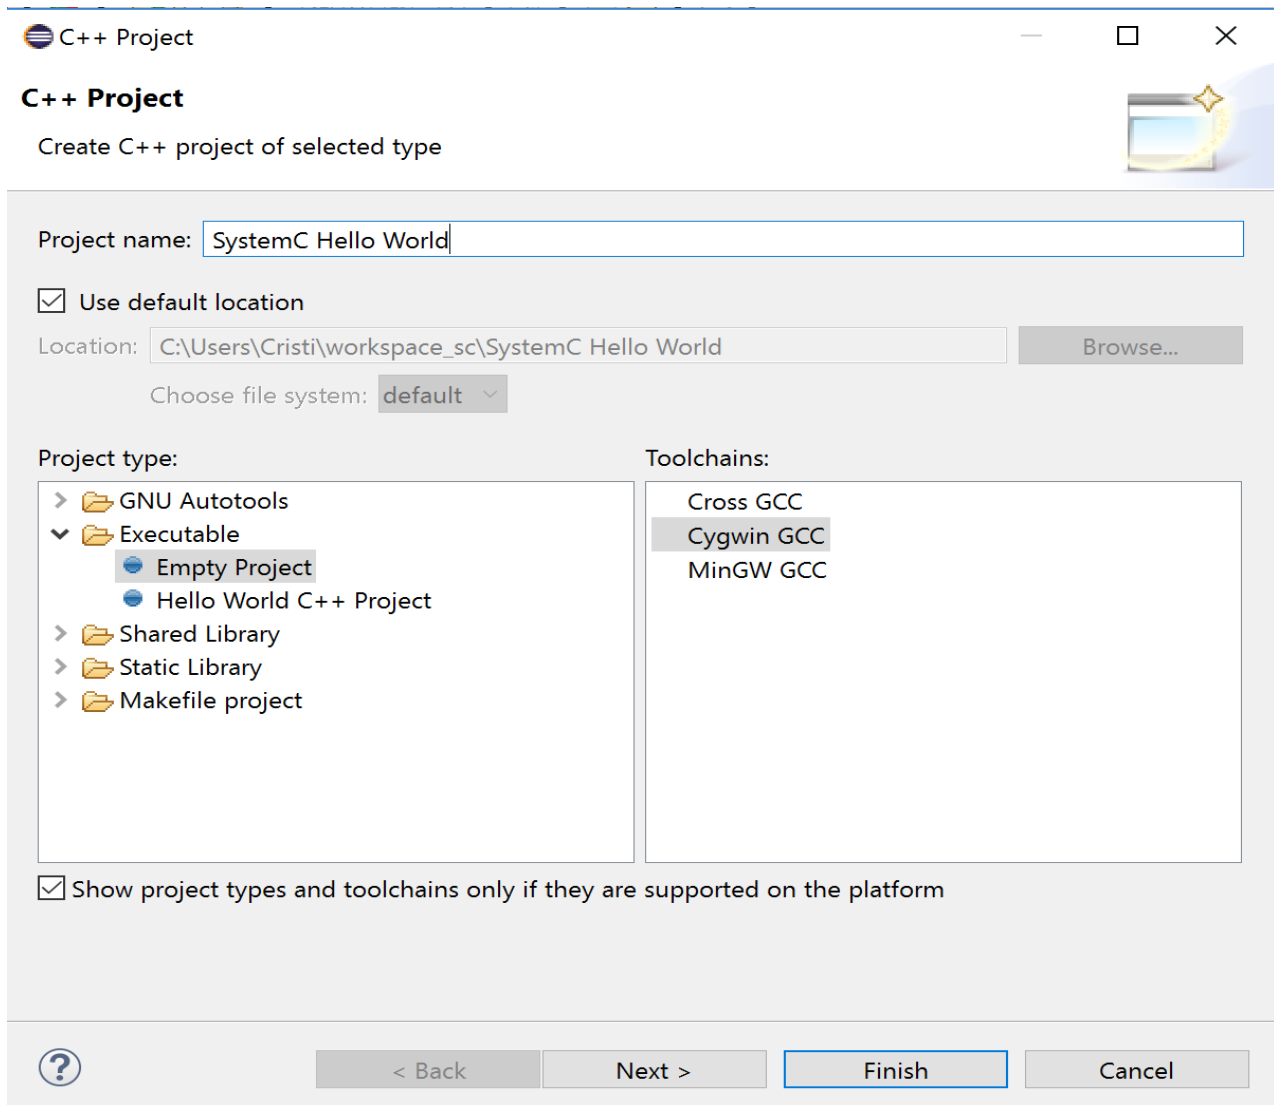 C++ Project
C++ Project
Create C++ project of selected type
Project name: SystemC Hello World
Use default location
Location: C:\Users\Cristi\workspace_sc\SystemC Hello World Browse...
Choose file system: default
Project type:
GNU Autotools
Executable
Empty Project
Hello World C++ Project
Shared Library
Static Library
Makefile project
Toolchains:
Cross GCC
Cygwin GCC
MinGW GCC
Show project types and toolchains only if they are supported on the platform
? < Back Next > Finish Cancel